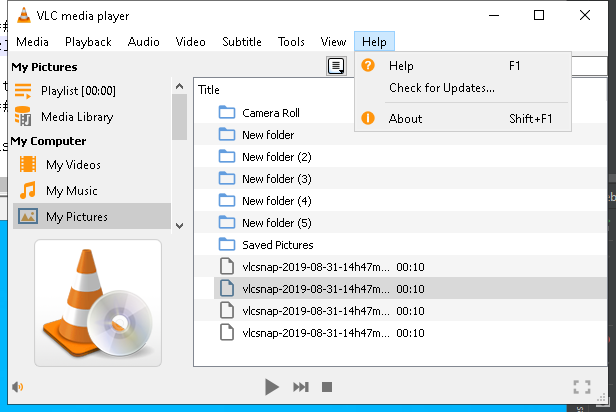 VLC media player
Media Playback Audio Video Subtitle Tools View Help
My Pictures
Playlist [00:00]
Media Library
My Computer
My Videos
My Music
My Pictures
Help F1
Check for Updates...
About Shift+F1
Title
Camera Roll
New folder
New folder (2)
New folder (3)
New folder (4)
New folder (5)
Saved Pictures
vlcsnap-2019-08-31-14h47m... 00:10
vlcsnap-2019-08-31-14h47m... 00:10
vlcsnap-2019-08-31-14h47m... 00:10
vlcsnap-2019-08-31-14h47m... 00:10